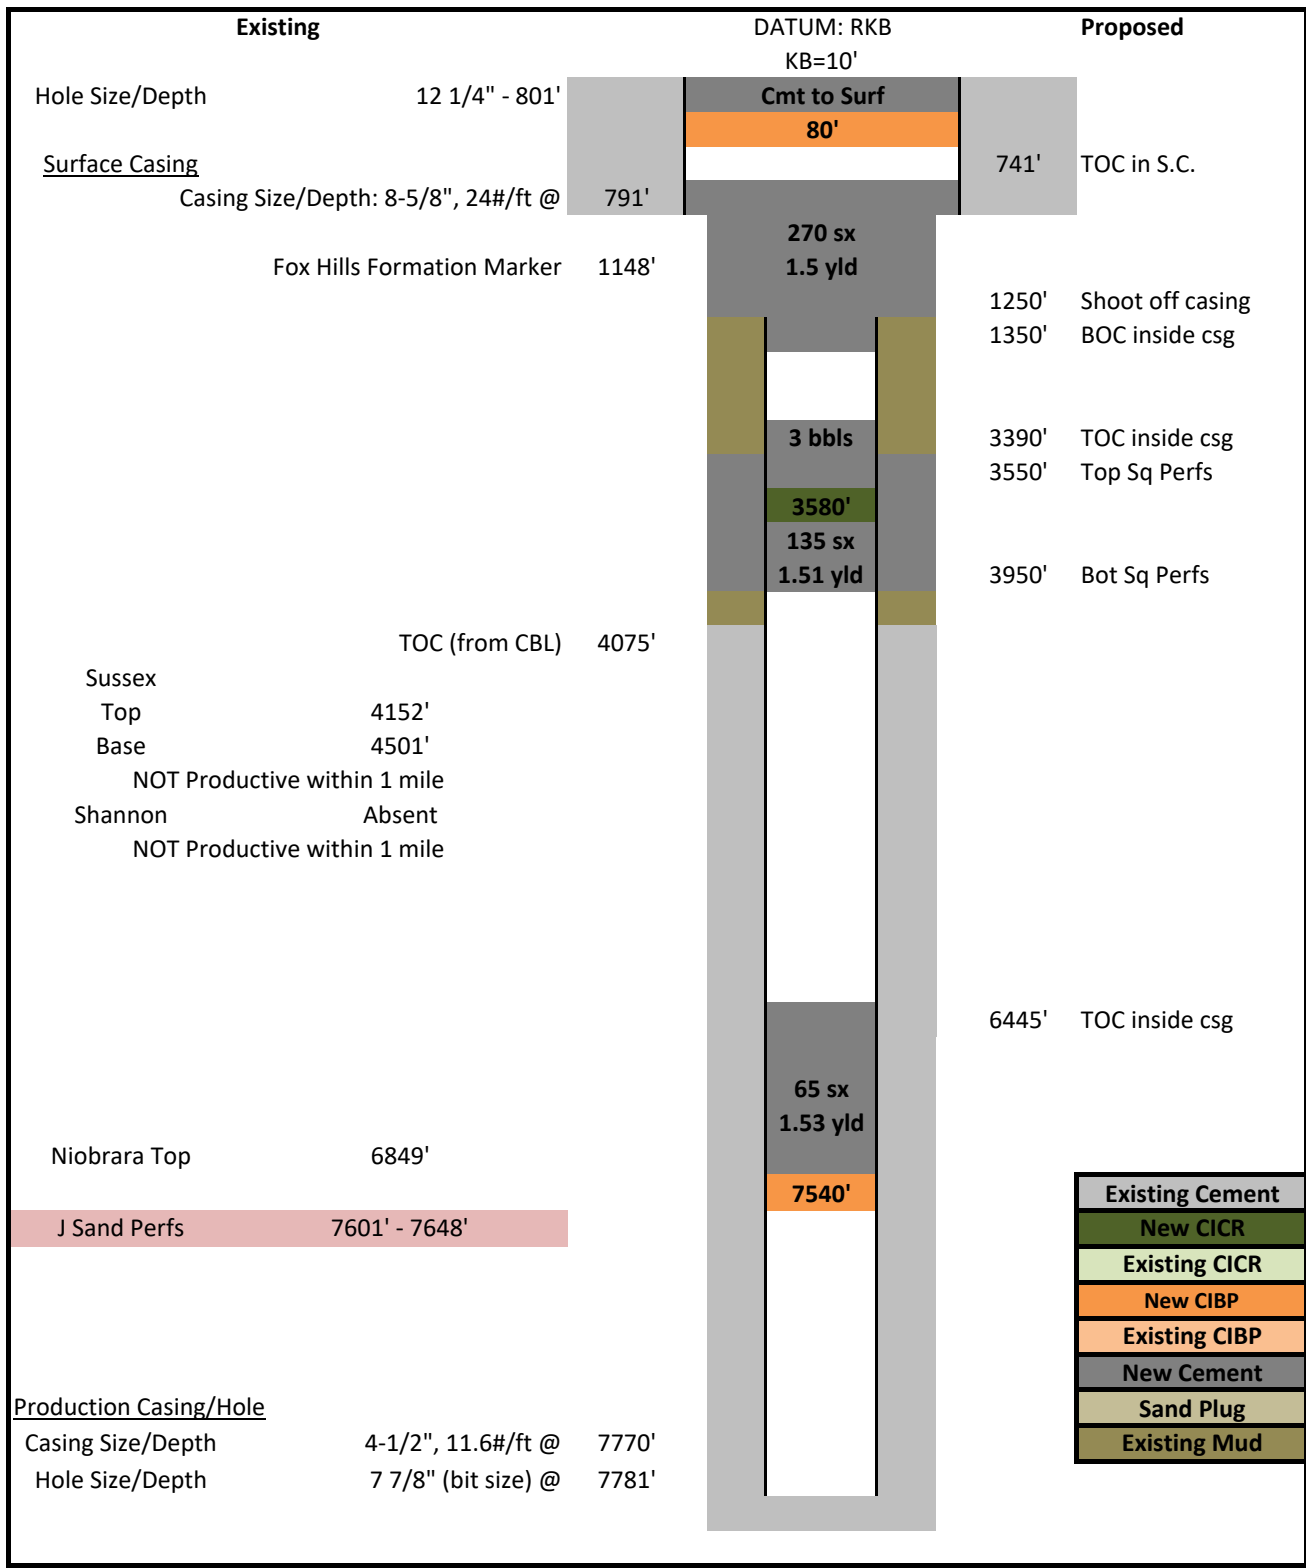 Existing DATUM: RKB Proposed
KB=10'
Hole Size/Depth 12 1/4" - 801' Cmt to Surf
80'
Surface Casing 741' TOC in S.C.
Casing Size/Depth: 8-5/8", 24#/ft @ 791'
270 sx
Fox Hills Formation Marker 1148' 1.5 yld
1250' Shoot off casing
1350' BOC inside csg
3 bbls 3390' TOC inside csg
3550' Top Sq Perfs
3580'
135 sx
1.51 yld 3950' Bot Sq Perfs
TOC (from CBL) 4075'
Sussex
Top 4152'
Base 4501'
NOT Productive within 1 mile
Shannon Absent
NOT Productive within 1 mile
6445' TOC inside csg
65 sx
1.53 yld
Niobrara Top 6849'
7540' Existing Cement
J Sand Perfs 7601' - 7648' New CICR
Existing CICR
New CIBP
Existing CIBP
New Cement
Production Casing/Hole Sand Plug
Casing Size/Depth 4-1/2", 11.6#/ft @ 7770' Existing Mud
Hole Size/Depth 7 7/8" (bit size) @ 7781'